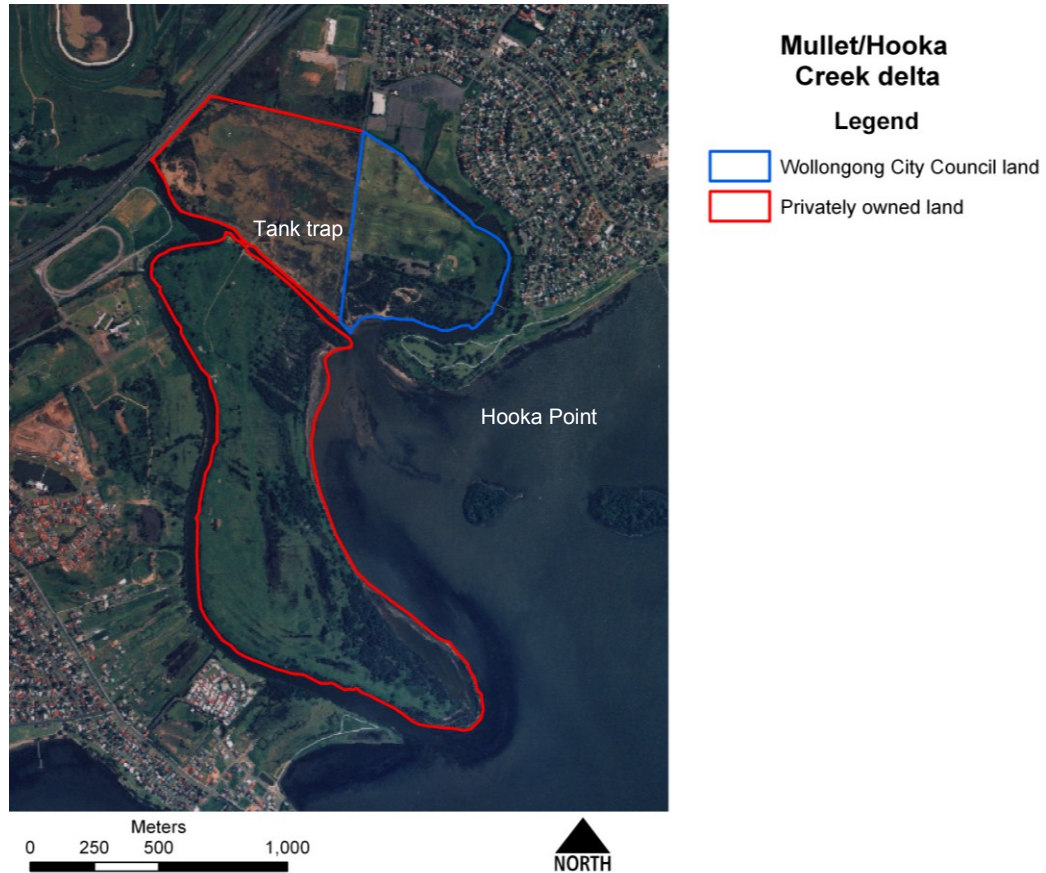 Mullet/Hooka
Creek delta
Legend
Wollongong City Council land
Privately owned land
Tank trap
Hooka Point
Meters
0 250 500 1,000
NORTH